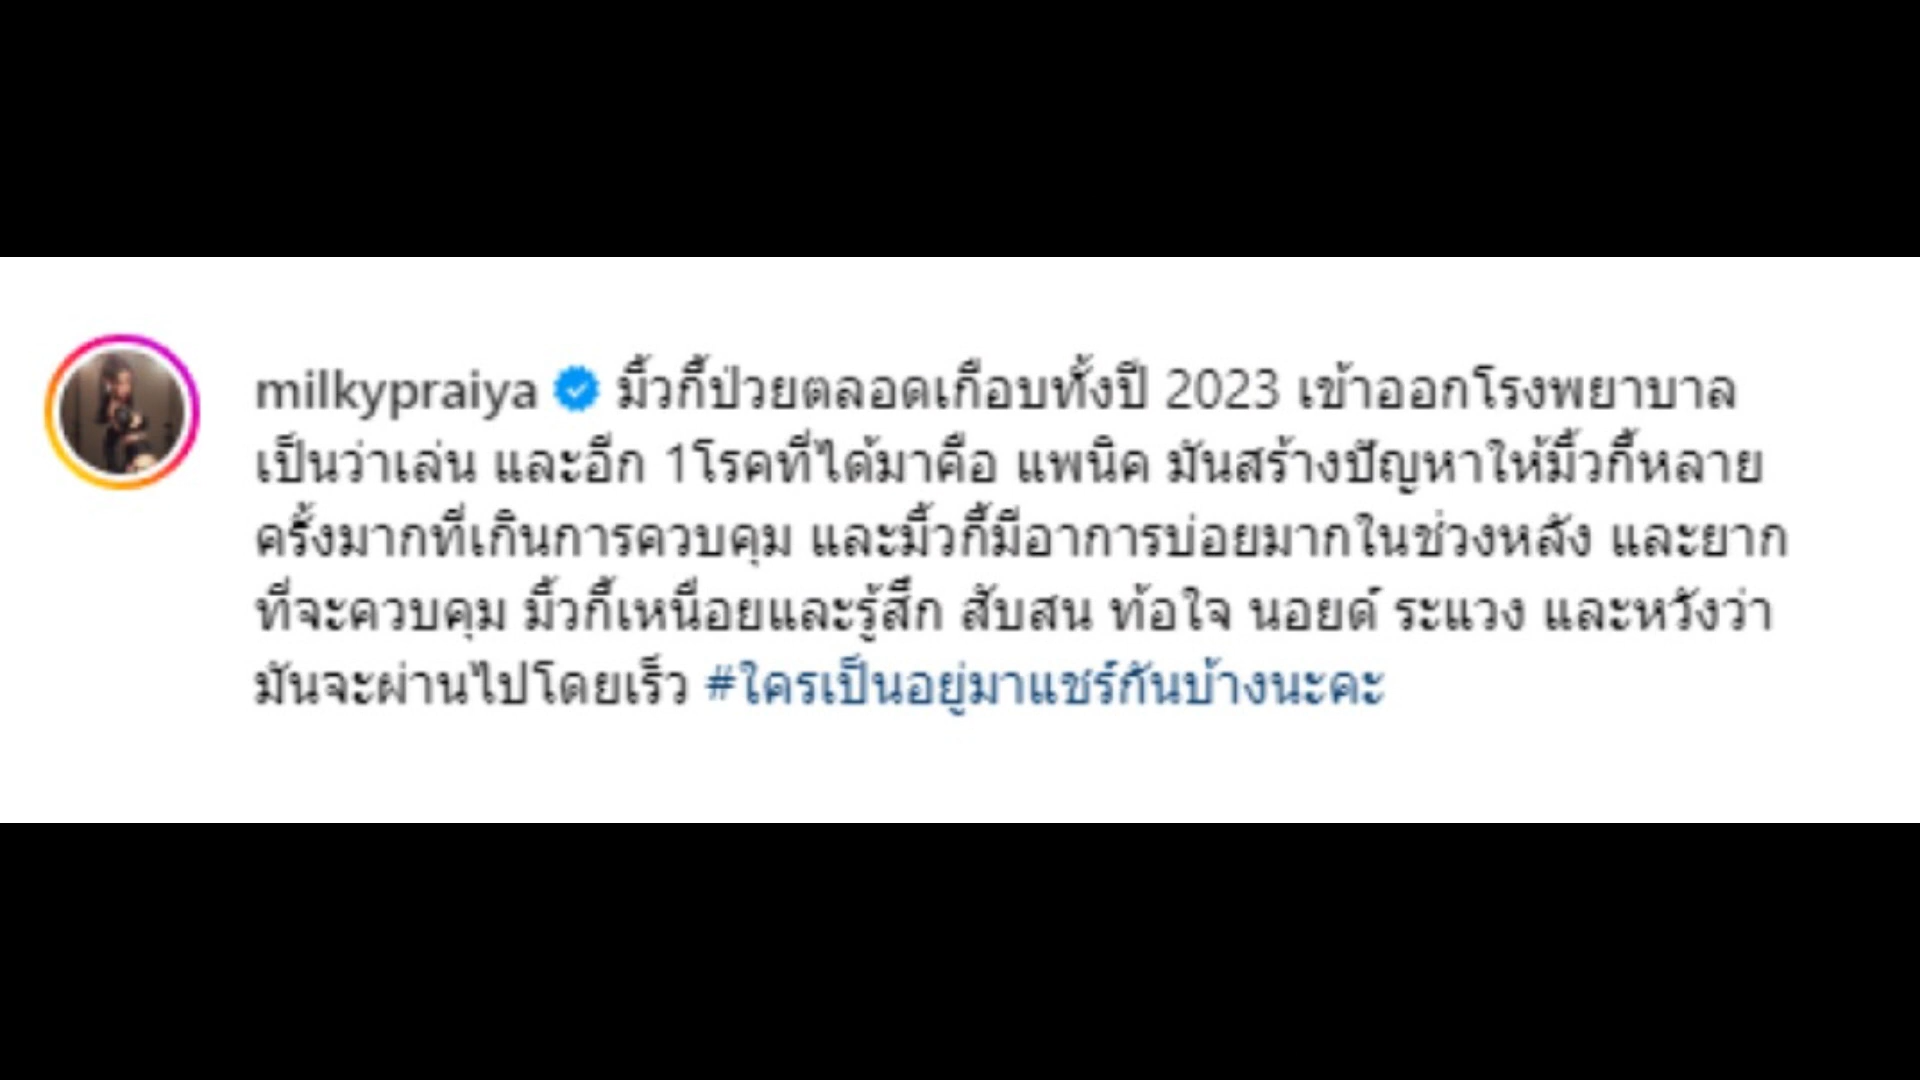 milkypraiya มิ้วกี้ป่วยตลอดเกือบทั้งปี 2023 เข้าออกโรงพยาบาล
เป็นว่าเล่น และอีก 1โรคที่ได้มาคือ แพนิค มันสร้างปัญหาให้มิ้วกี้หลาย
ครั้งมากที่เกินการควบคุม และมิ้วกี้มีอาการบ่อยมากในช่วงหลัง และยาก
ที่จะควบคุม มิ้วกี้เหนื่อยและรู้สึก สับสน ท้อใจ นอยด์ ระแวง และหวังว่า
มันจะผ่านไปโดยเร็ว #ใครเป็นอยู่มาแชร์กันบ้างนะคะ